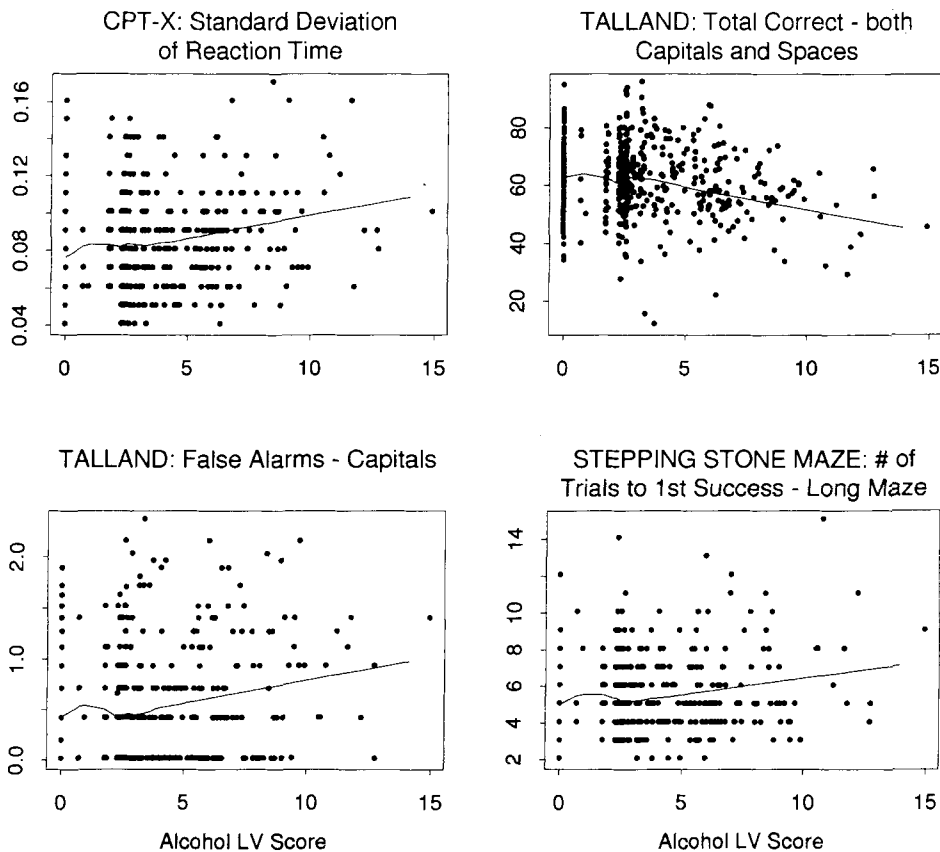 CPT-X: Standard Deviation
of Reaction Time
0.16
0.12
0.08
0.04
0 5 10 15
TALLAND: Total Correct - both
Capitals and Spaces
80
60
40
20
0 5 10 15
TALLAND: False Alarms - Capitals
2.0
1.0
0.0
0 5 10 15
Alcohol LV Score
STEPPING STONE MAZE: # of
Trials to 1st Success - Long Maze
14
10
8
6
4
2
0 5 10 15
Alcohol LV Score